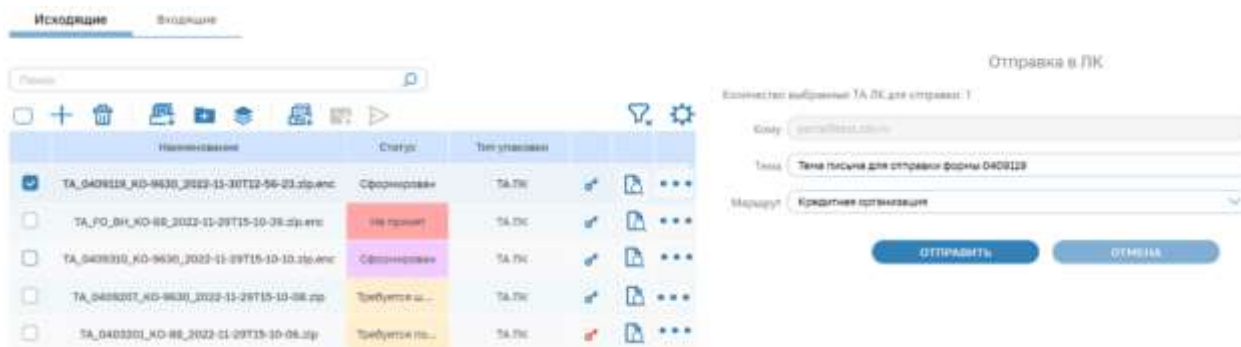 Исходящие Входящие
Поиск
Наименование Статус Тип упаковки
TA_0409119_KO-9630_2022-11-30T12-56-23.zip.enc Сформирован ТА ЛК
TA_FO_BH_KO-88_2022-11-29T15-10-39.zip.enc Не принят ТА ЛК
TA_0409310_KO-9630_2022-11-29T15-10-10.zip.enc Сформирован ТА ЛК
TA_0409207_KO-9630_2022-11-29T15-10-08.zip Требуется ш... ТА ЛК
TA_0403201_KO-88_2022-11-29T15-10-06.zip Требуется по... ТА ЛК
Отправка в ЛК
Количество выбранных ТА ЛК для отправки: 1
Кому
Тема Тема письма для отправки формы 0409119
Маршрут Кредитная организация
ОТПРАВИТЬ ОТМЕНА